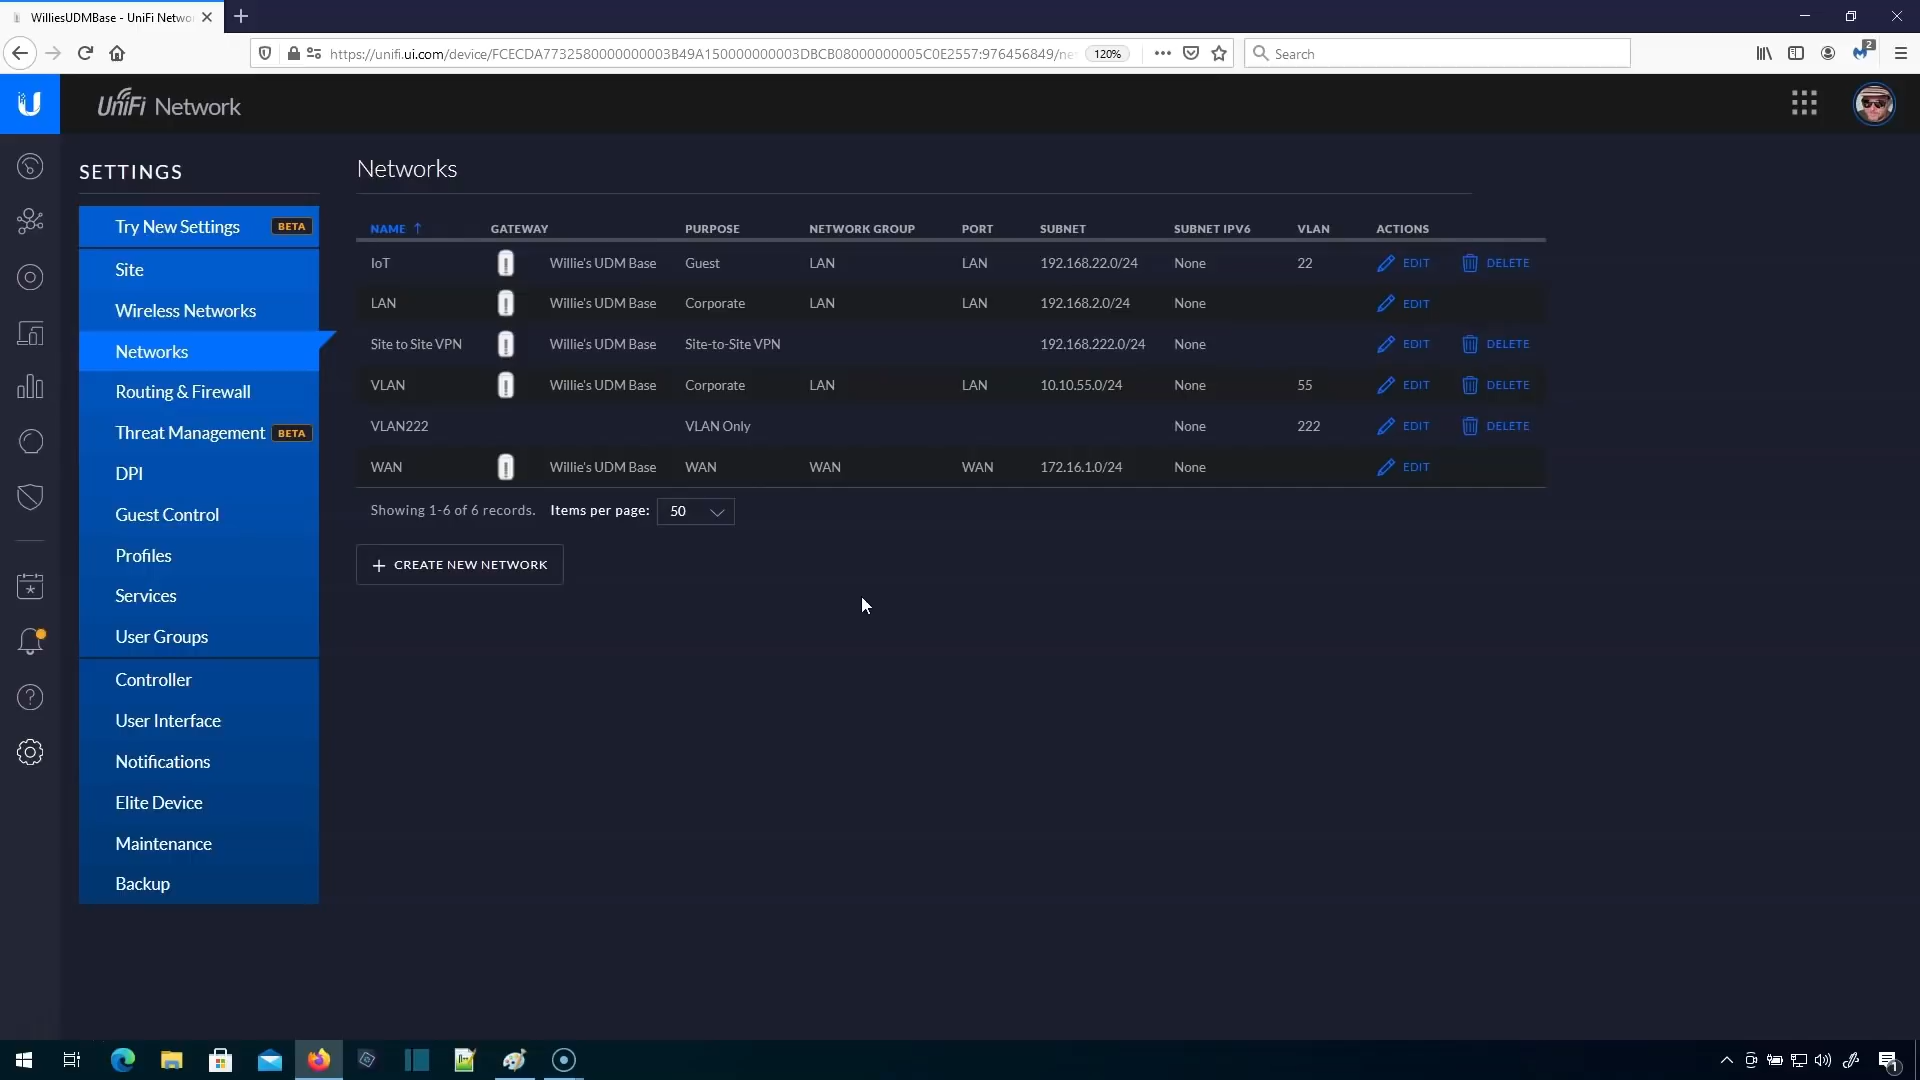 WilliesUDMBase - UniFi Netwo
https://unifi.ui.com/device/FCECDA7732580000000003B49A150000000003DBCB08000000005C0E2557:976456849/ne
120%
Search
2
UniFi Network
SETTINGS
Try New Settings BETA
Site
Wireless Networks
Networks
Routing & Firewall
Threat Management BETA
DPI
Guest Control
Profiles
Services
User Groups
Controller
User Interface
Notifications
Elite Device
Maintenance
Backup
Networks
NAME ↑ GATEWAY PURPOSE NETWORK GROUP PORT SUBNET SUBNET IPV6 VLAN ACTIONS
IoT Willie's UDM Base Guest LAN LAN 192.168.22.0/24 None 22 EDIT DELETE
LAN Willie's UDM Base Corporate LAN LAN 192.168.2.0/24 None EDIT
Site to Site VPN Willie's UDM Base Site-to-Site VPN 192.168.222.0/24 None EDIT DELETE
VLAN Willie's UDM Base Corporate LAN LAN 10.10.55.0/24 None 55 EDIT DELETE
VLAN222 VLAN Only None 222 EDIT DELETE
WAN Willie's UDM Base WAN WAN WAN 172.16.1.0/24 None EDIT
Showing 1-6 of 6 records. Items per page: 50
+ CREATE NEW NETWORK
1